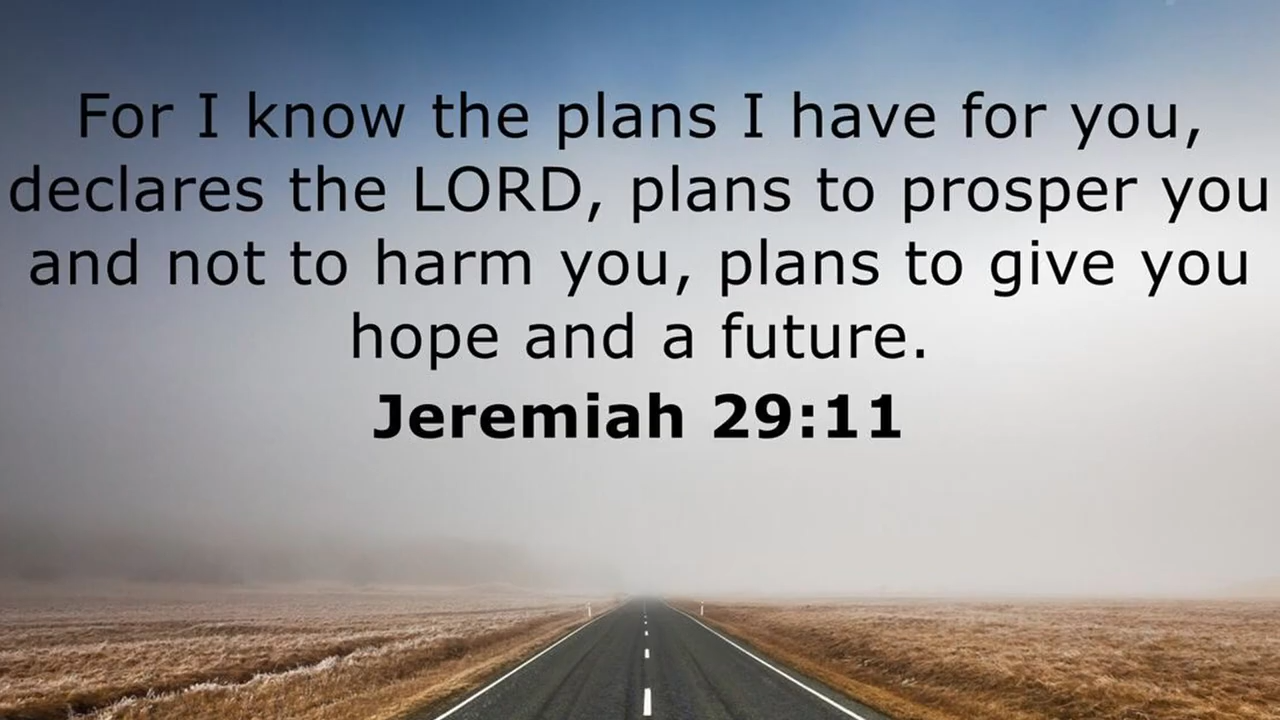 For I know the plans I have for you,
declares the LORD, plans to prosper you
and not to harm you, plans to give you
hope and a future.
Jeremiah 29:11